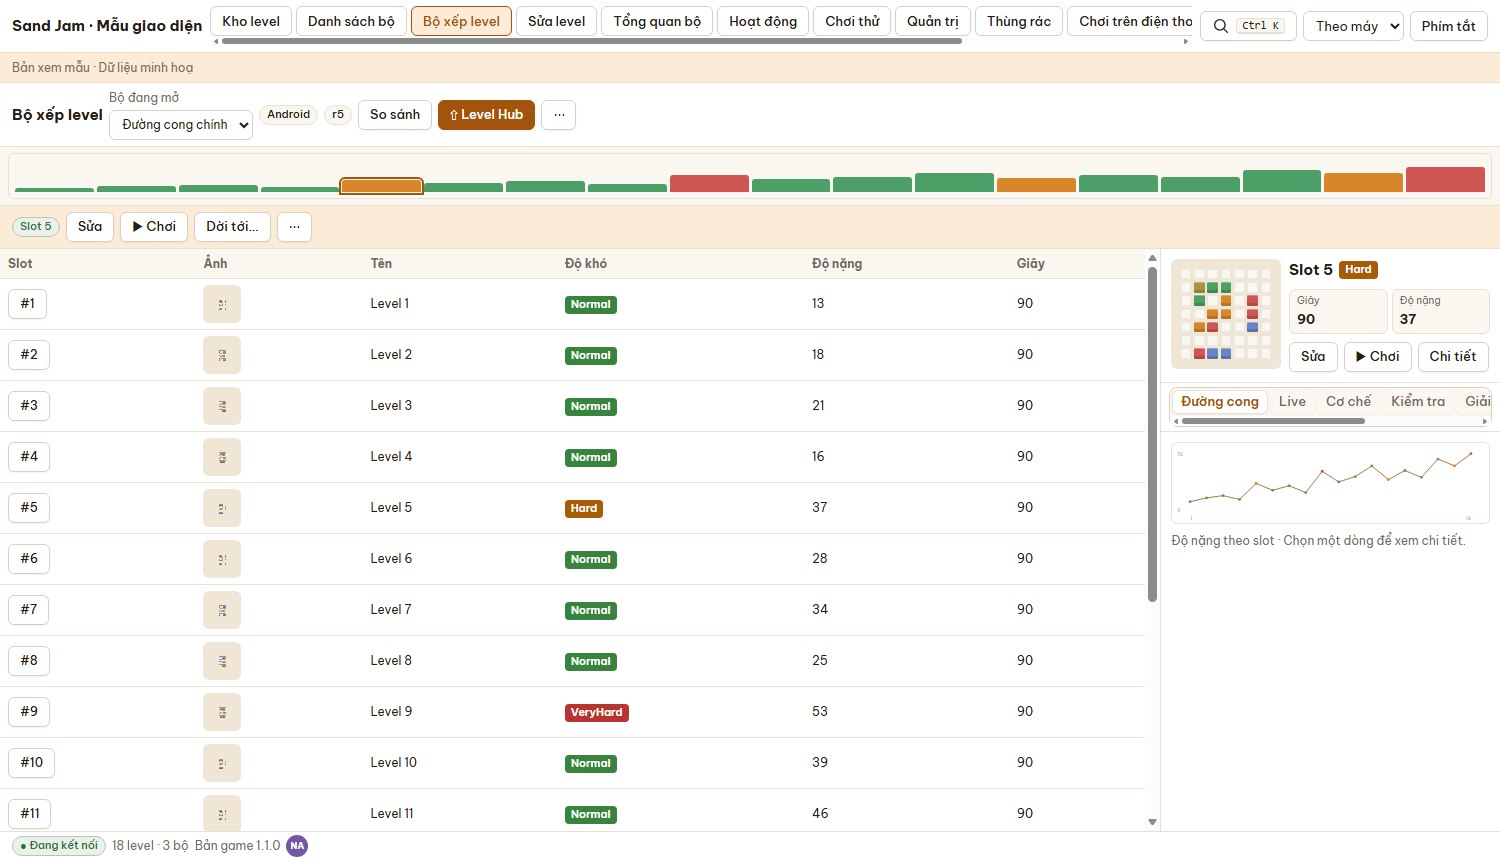 Sand Jam · Mẫu giao diện Kho level Danh sách bộ Bộ xếp level Sửa level Tổng quan bộ Hoạt động Chơi thử Quản trị Thùng rác Chơi trên điện tho Ctrl K Theo máy Phím tắt
Bản xem mẫu · Dữ liệu minh hoạ
Bộ đang mở
Bộ xếp level Đường cong chính Android r5 So sánh ⇧ Level Hub ···
Slot 5 Sửa ▶ Chơi Dời tới... ···
Slot Ảnh Tên Độ khó Độ nặng Giây
#1 Level 1 Normal 13 90
#2 Level 2 Normal 18 90
#3 Level 3 Normal 21 90
#4 Level 4 Normal 16 90
#5 Level 5 Hard 37 90
#6 Level 6 Normal 28 90
#7 Level 7 Normal 34 90
#8 Level 8 Normal 25 90
#9 Level 9 VeryHard 53 90
#10 Level 10 Normal 39 90
#11 Level 11 Normal 46 90
Slot 5 Hard
Giây Độ nặng
90 37
Sửa ▶ Chơi Chi tiết
Đường cong Live Cơ chế Kiểm tra Giải
Độ nặng theo slot · Chọn một dòng để xem chi tiết.
● Đang kết nối 18 level · 3 bộ Bản game 1.1.0 NA